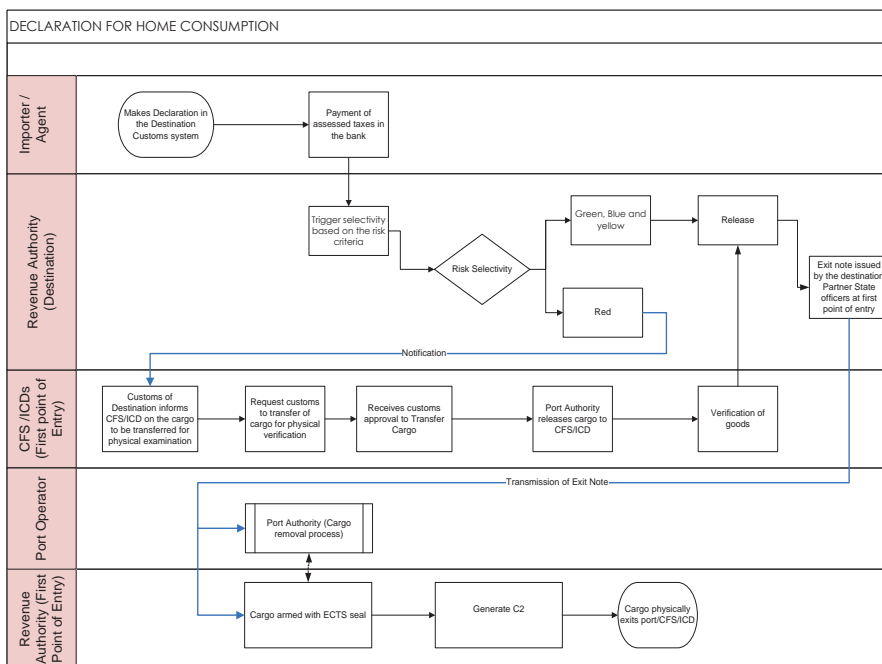 DECLARATION FOR HOME CONSUMPTION
Importer /
Agent
Makes Declaration in
the Destination
Customs system
Payment of
assessed taxes in
the bank
Revenue Authority
(Destination)
Trigger selectivity
based on the risk
criteria
Risk Selectivity
Green, Blue and
yellow
Release
Exit note issued
by the destination
Partner State
officers at first
point of entry
Red
Notification
CFS /ICDs
(First point of
Entry)
Customs of
Destination informs
CFS/ICD on the cargo
to be transferred for
physical examination
Request customs
to transfer of
cargo for physical
verification
Receives customs
approval to Transfer
Cargo
Port Authority
releases cargo to
CFS/ICD
Verification of
goods
Transmission of Exit Note
Port Operator
Port Authority (Cargo
removal process)
Revenue
Authority (First
Point of Entry)
Cargo armed with ECTS seal
Generate C2
Cargo physically
exits port/CFS/ICD